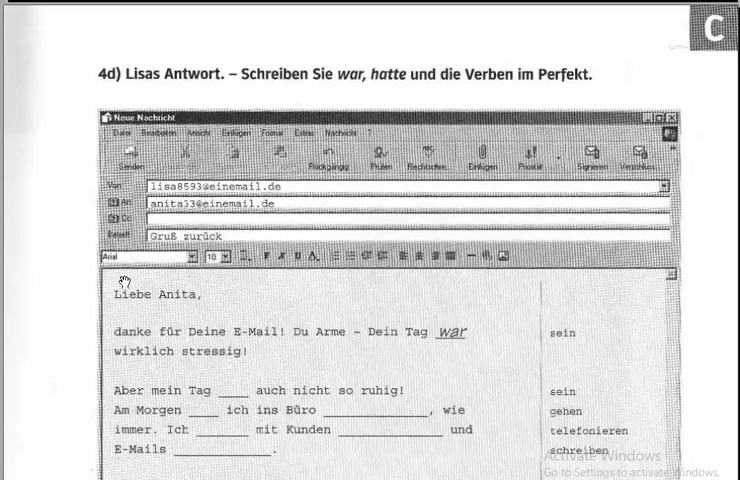 C
4d) Lisas Antwort. – Schreiben Sie war, hatte und die Verben im Perfekt.
Neue Nachricht
Datei Bearbeiten Ansicht Einfügen Format Extras Nachricht ?
Senden Rückgängig Prüfen Rechtschrei... Einfügen Priorität Signieren Verschlüs...
Von: lisa8593@einemail.de
An: anita33@einemail.de
Cc:
Betreff: Gruß zurück
Arial 10 F K U A
Liebe Anita,
danke für Deine E-Mail! Du Arme – Dein Tag war sein
wirklich stressig!
Aber mein Tag ____ auch nicht so ruhig! sein
Am Morgen ____ ich ins Büro ______________, wie gehen
immer. Ich _______ mit Kunden ______________ und telefonieren
E-Mails _____________. schreiben
Activate Windows
Go to Settings to activate Windows.